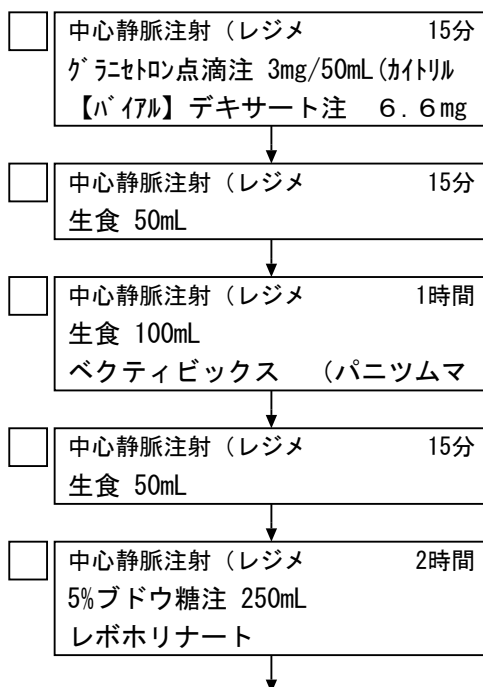 中心静脈注射（レジメ 15分
ｸﾞﾗﾆｾﾄﾛﾝ点滴注 3mg/50mL(ｶｲﾄﾘﾙ
【ﾊﾞｲｱﾙ】デキサート注 ６.６mg
中心静脈注射（レジメ 15分
生食 50mL
中心静脈注射（レジメ 1時間
生食 100mL
ベクティビックス （パニツムマ
中心静脈注射（レジメ 15分
生食 50mL
中心静脈注射（レジメ 2時間
5%ブドウ糖注 250mL
レボホリナート